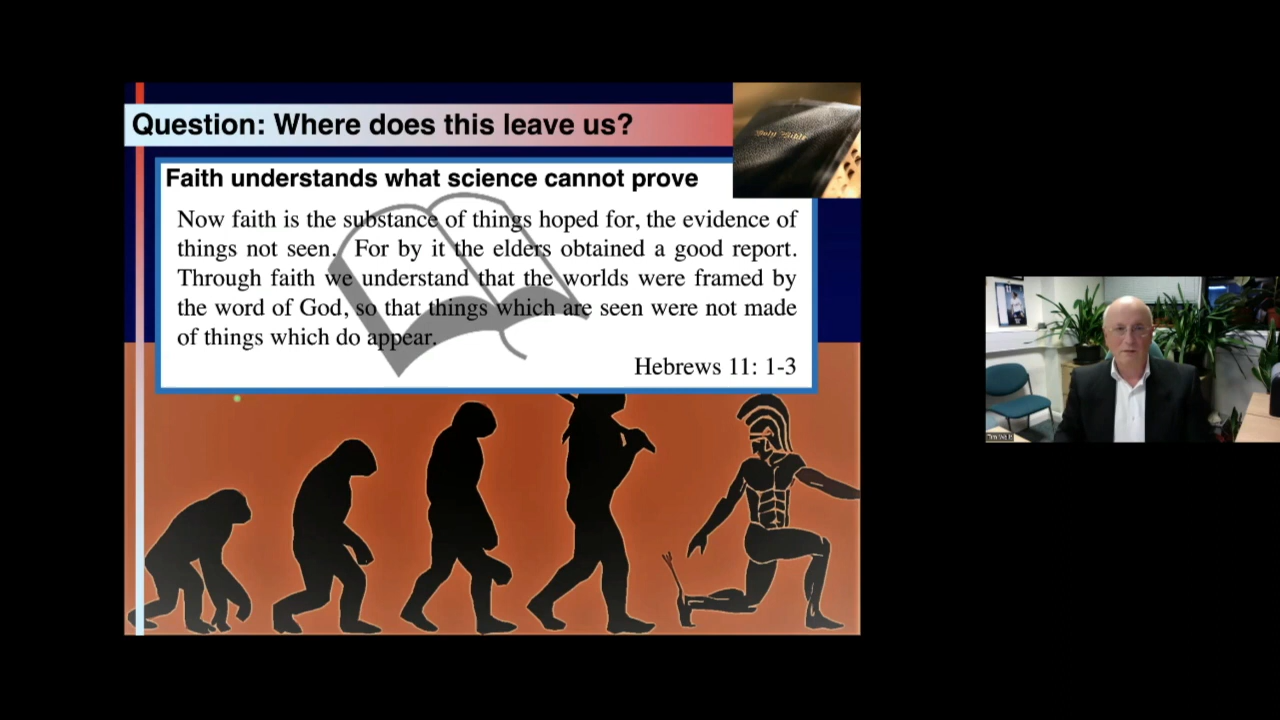 Question: Where does this leave us?
Holy Bible
Faith understands what science cannot prove
Now faith is the substance of things hoped for, the evidence of
things not seen. For by it the elders obtained a good report.
Through faith we understand that the worlds were framed by
the word of God, so that things which are seen were not made
of things which do appear.
Hebrews 11: 1-3